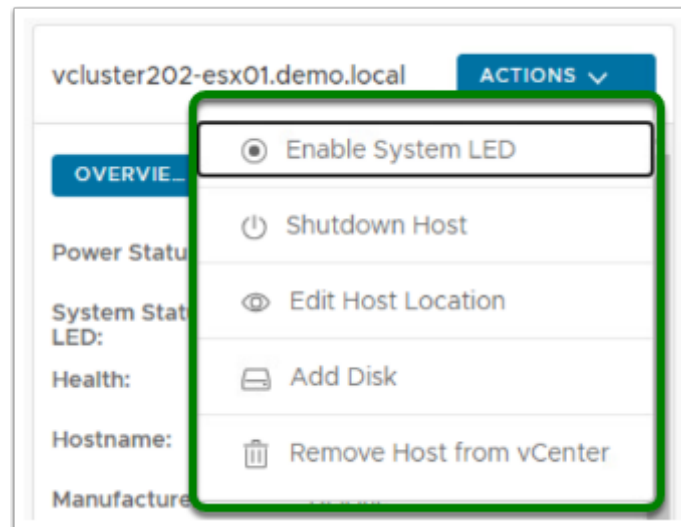 vcluster202-esx01.demo.local ACTIONS
Enable System LED
OVERVIE_
Shutdown Host
Power Statu
Edit Host Location
System Stat
LED:
Add Disk
Health:
Hostname:
Remove Host from vCenter
Manufacture